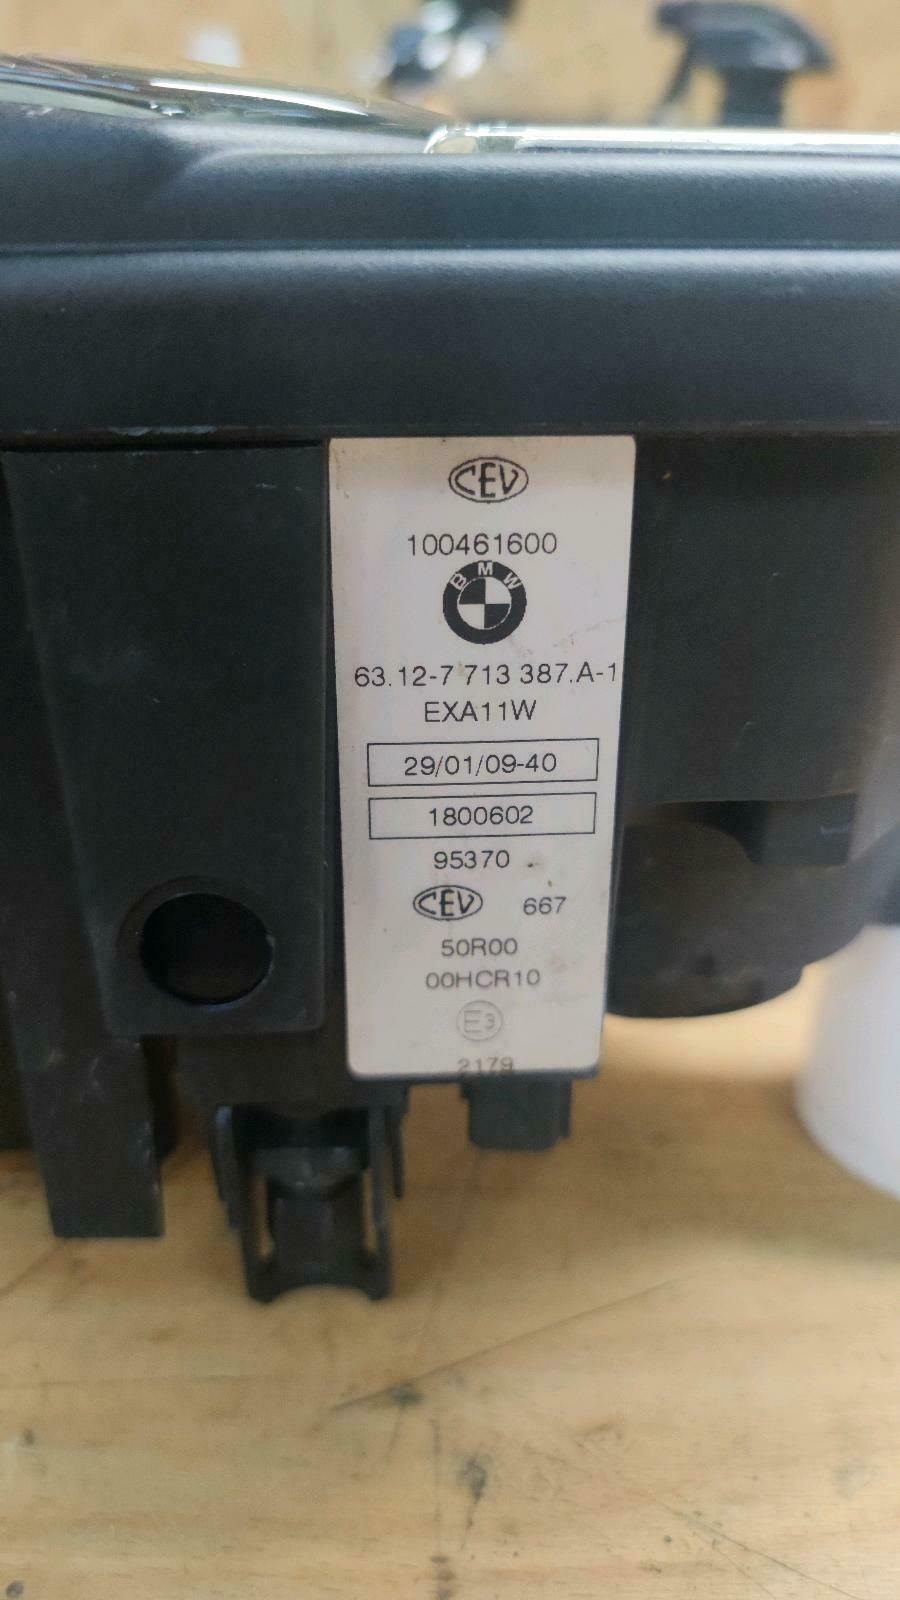 CEV
100461600
BMW
63.12-7 713 387.A-1
EXA11W
29/01/09-40
1800602
95370
CEV 667
50R00
00HCR10
E3
2179